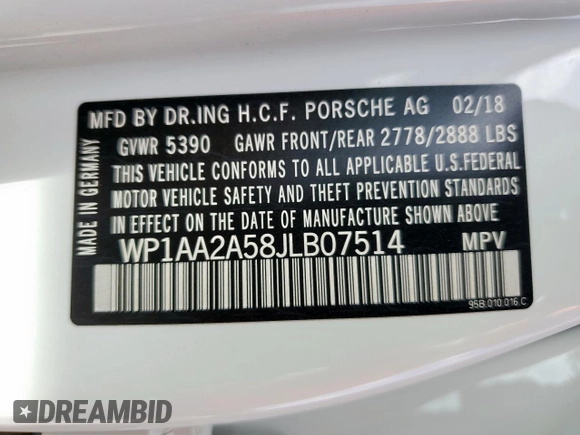 MFD BY DR.ING H.C.F. PORSCHE AG 02/18
GVWR 5390 GAWR FRONT/REAR 2778/2888 LBS
THIS VEHICLE CONFORMS TO ALL APPLICABLE U.S.FEDERAL
MOTOR VEHICLE SAFETY AND THEFT PREVENTION STANDARDS
IN EFFECT ON THE DATE OF MANUFACTURE SHOWN ABOVE
WP1AA2A58JLB07514 MPV
MADE IN GERMANY
95B.010.016.C
DREAMBID